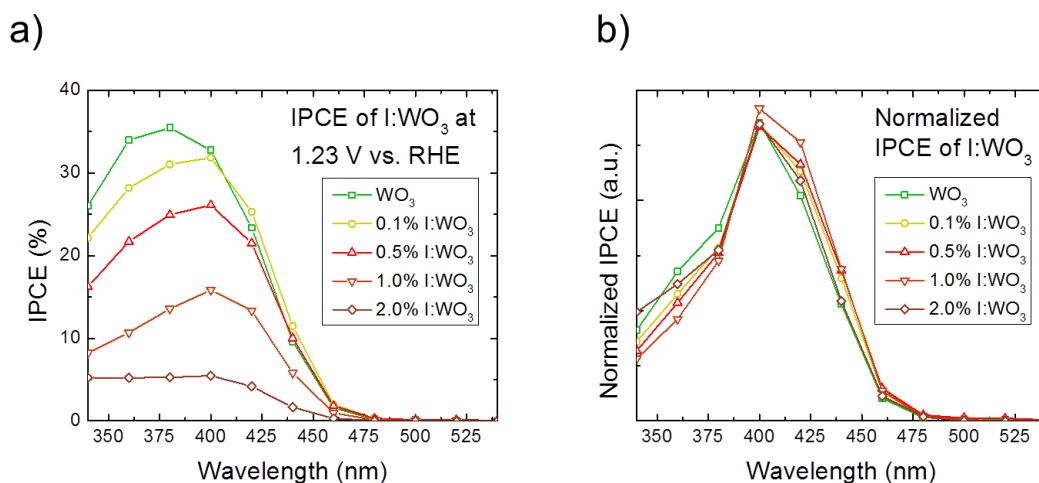 a)
IPCE of I:WO₃ at
1.23 V vs. RHE
WO₃
0.1% I:WO₃
0.5% I:WO₃
1.0% I:WO₃
2.0% I:WO₃
IPCE (%)
40
30
20
10
0
350 375 400 425 450 475 500 525
Wavelength (nm)
b)
Normalized
IPCE of I:WO₃
WO₃
0.1% I:WO₃
0.5% I:WO₃
1.0% I:WO₃
2.0% I:WO₃
Normalized IPCE (a.u.)
350 375 400 425 450 475 500 525
Wavelength (nm)